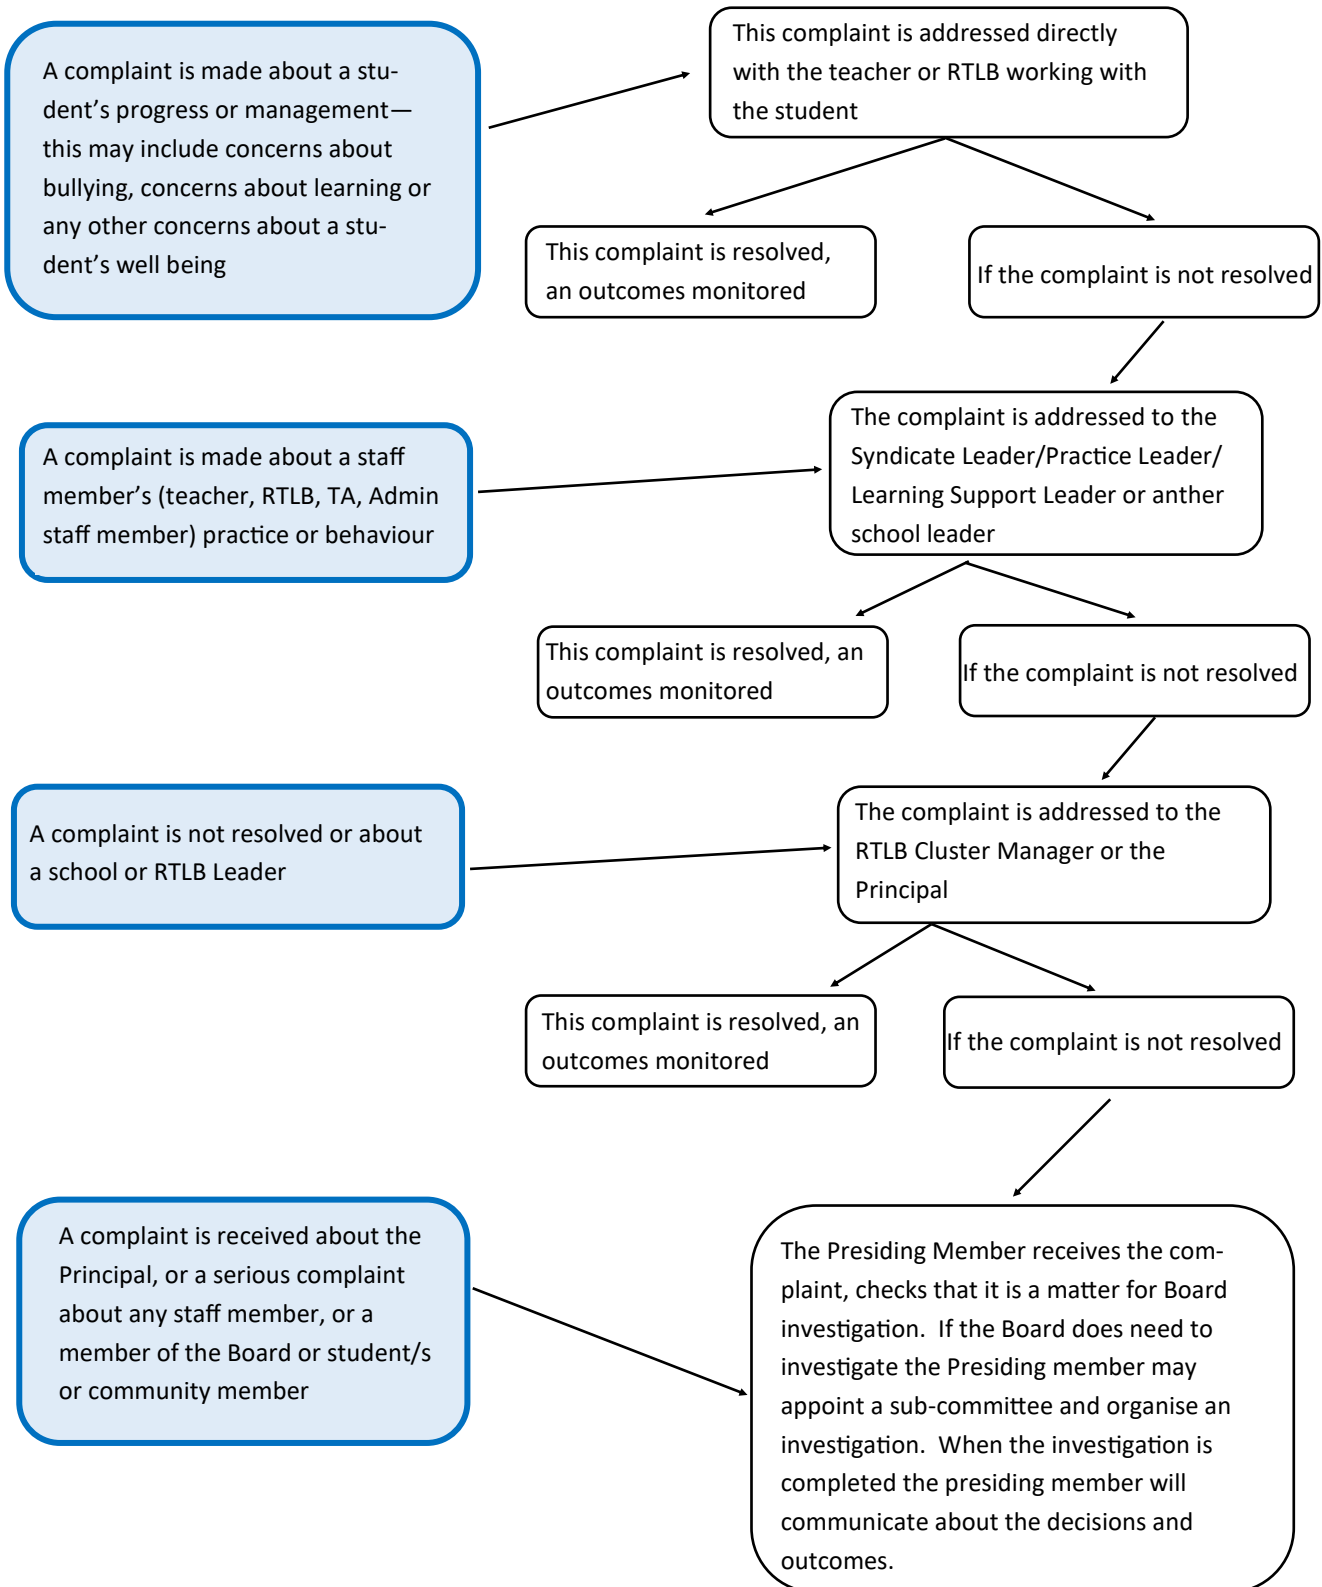 A complaint is made about a stu-
dent’s progress or management—
this may include concerns about
bullying, concerns about learning or
any other concerns about a stu-
dent’s well being
This complaint is addressed directly
with the teacher or RTLB working with
the student
This complaint is resolved,
an outcomes monitored
If the complaint is not resolved
A complaint is made about a staff
member’s (teacher, RTLB, TA, Admin
staff member) practice or behaviour
The complaint is addressed to the
Syndicate Leader/Practice Leader/
Learning Support Leader or anther
school leader
This complaint is resolved, an
outcomes monitored
If the complaint is not resolved
A complaint is not resolved or about
a school or RTLB Leader
The complaint is addressed to the
RTLB Cluster Manager or the
Principal
This complaint is resolved, an
outcomes monitored
If the complaint is not resolved
A complaint is received about the
Principal, or a serious complaint
about any staff member, or a
member of the Board or student/s
or community member
The Presiding Member receives the com-
plaint, checks that it is a matter for Board
investigation.  If the Board does need to
investigate the Presiding member may
appoint a sub-committee and organise an
investigation.  When the investigation is
completed the presiding member will
communicate about the decisions and
outcomes.